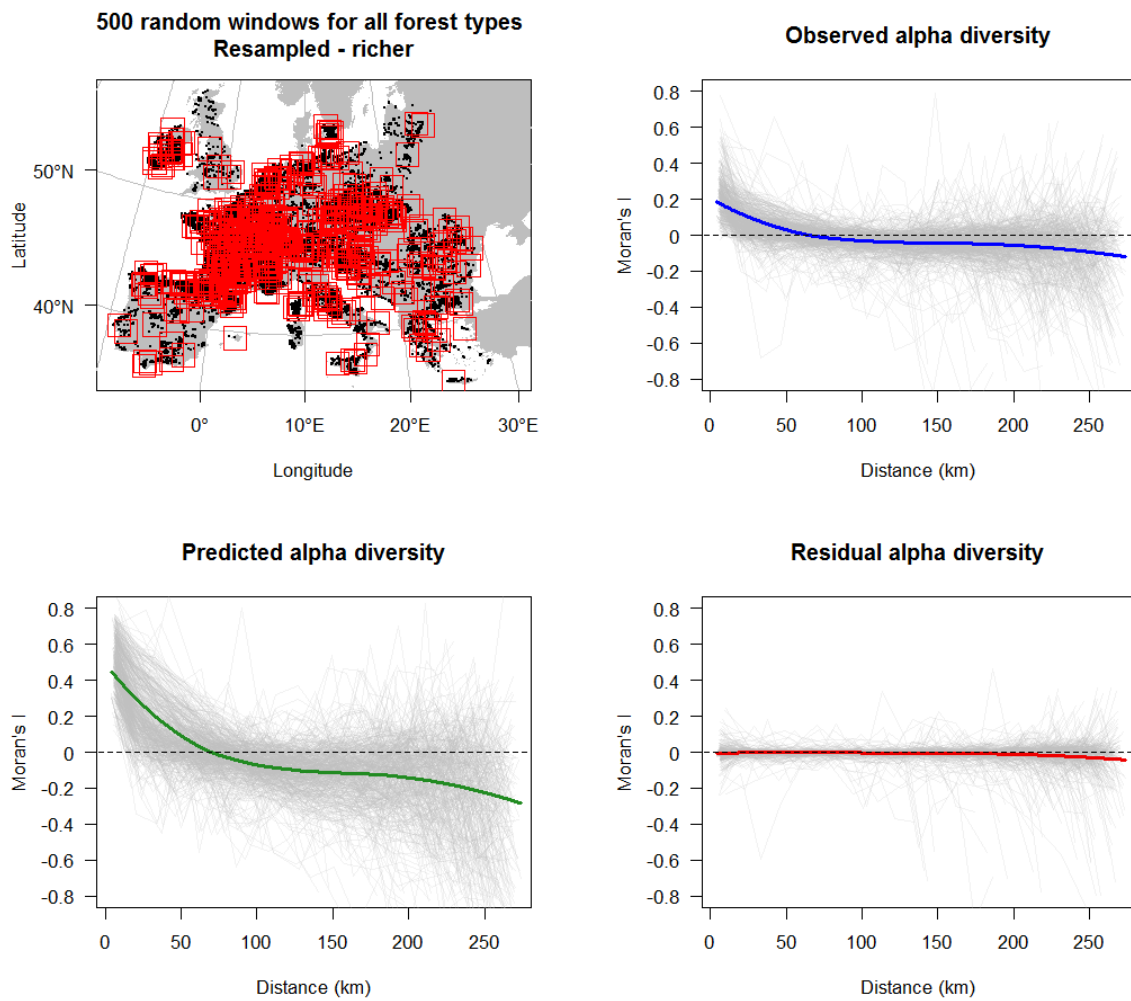 500 random windows for all forest types
Resampled - richer
50°N
40°N
Latitude
0°
10°E
20°E
30°E
Longitude
Observed alpha diversity
0.8
0.6
0.4
0.2
0
-0.2
-0.4
-0.6
-0.8
Moran's I
0
50
100
150
200
250
Distance (km)
Predicted alpha diversity
0.8
0.6
0.4
0.2
0
-0.2
-0.4
-0.6
-0.8
Moran's I
0
50
100
150
200
250
Distance (km)
Residual alpha diversity
0.8
0.6
0.4
0.2
0
-0.2
-0.4
-0.6
-0.8
Moran's I
0
50
100
150
200
250
Distance (km)